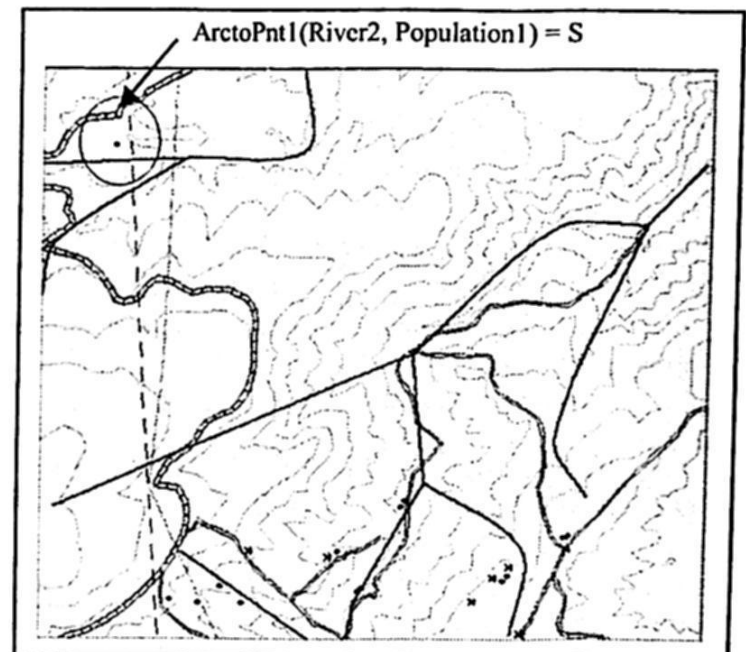 ArctoPnt1(River2, Population1) = S